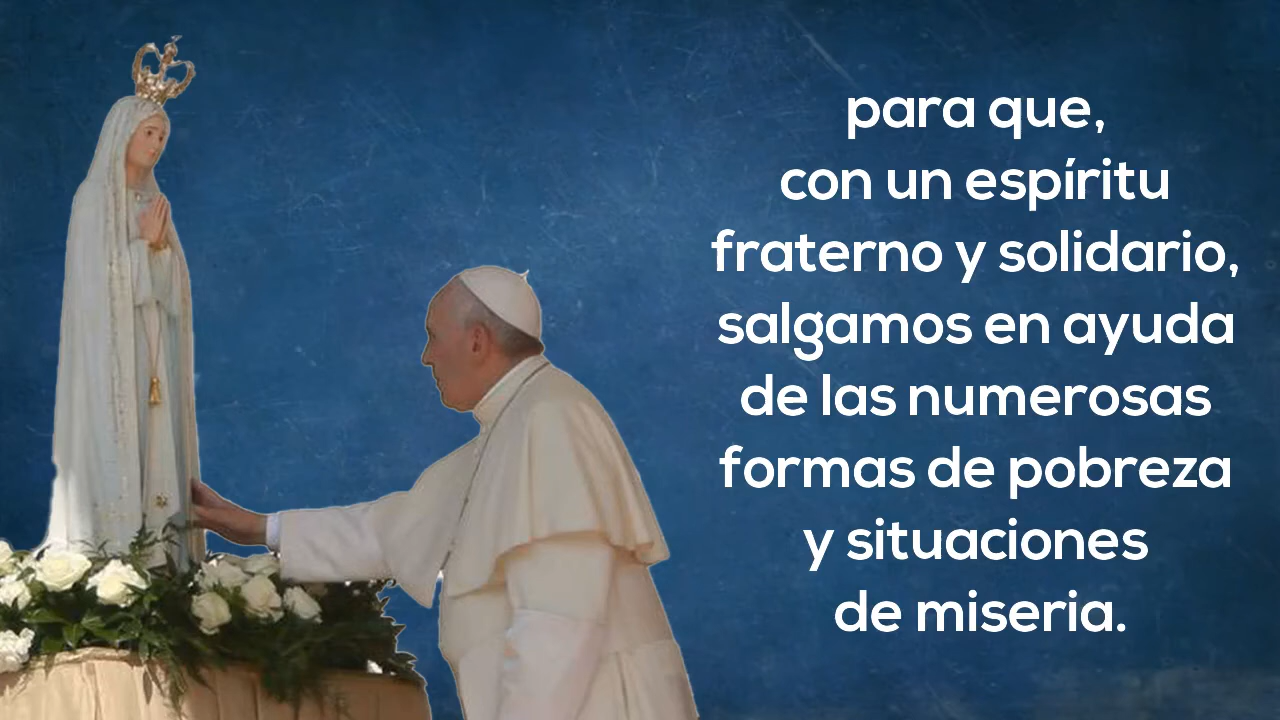 para que,
con un espíritu
fraterno y solidario,
salgamos en ayuda
de las numerosas
formas de pobreza
y situaciones
de miseria.